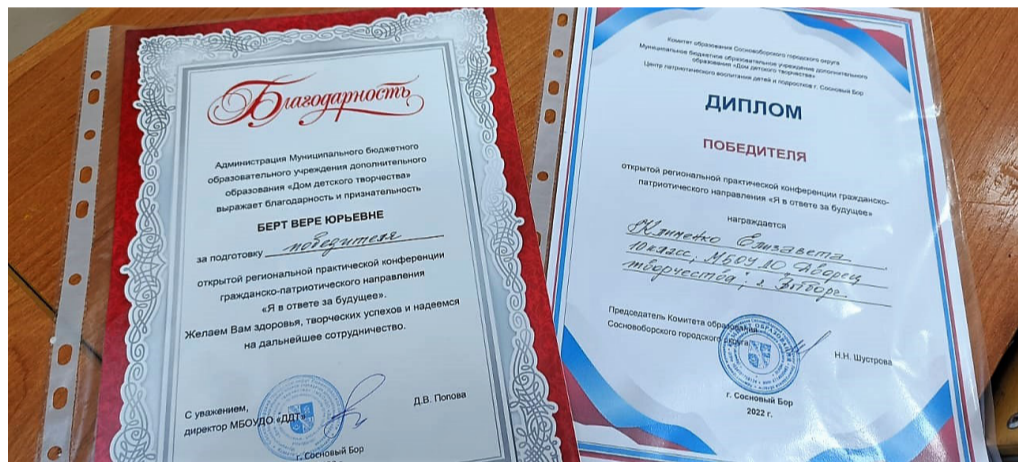 Благодарность
Администрация Муниципального бюджетного
образовательного учреждения дополнительного
образования «Дом детского творчества»
выражает благодарность и признательность
БЕРТ ВЕРЕ ЮРЬЕВНЕ
за подготовку победителя
открытой региональной практической конференции
гражданско-патриотического направления
«Я в ответе за будущее».
Желаем Вам здоровья, творческих успехов и надеемся
на дальнейшее сотрудничество.
С уважением,
директор МБОУДО «ДДТ»
Д.В. Попова
г. Сосновый Бор
Комитет образования Сосновоборского городского округа
Муниципальное бюджетное образовательное учреждение дополнительного
образования «Дом детского творчества»
Центр патриотического воспитания детей и подростков г. Сосновый Бор
ДИПЛОМ
ПОБЕДИТЕЛЯ
открытой региональной практической конференции гражданско-
патриотического направления «Я в ответе за будущее»
награждается
Елизавета
10 класс, МБОУ ДО Дворец
творчества, г. Выборг
Председатель Комитета образования
Сосновоборского городского округа
Н.Н. Шустрова
г. Сосновый Бор
2022 г.